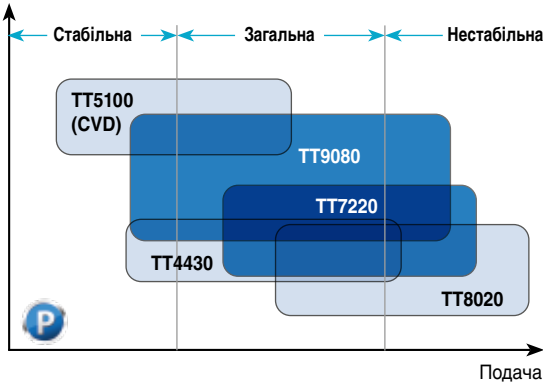 Стабільна Загальна Нестабільна
TT5100
(CVD)
TT9080
TT7220
TT4430
TT8020
P
Подача